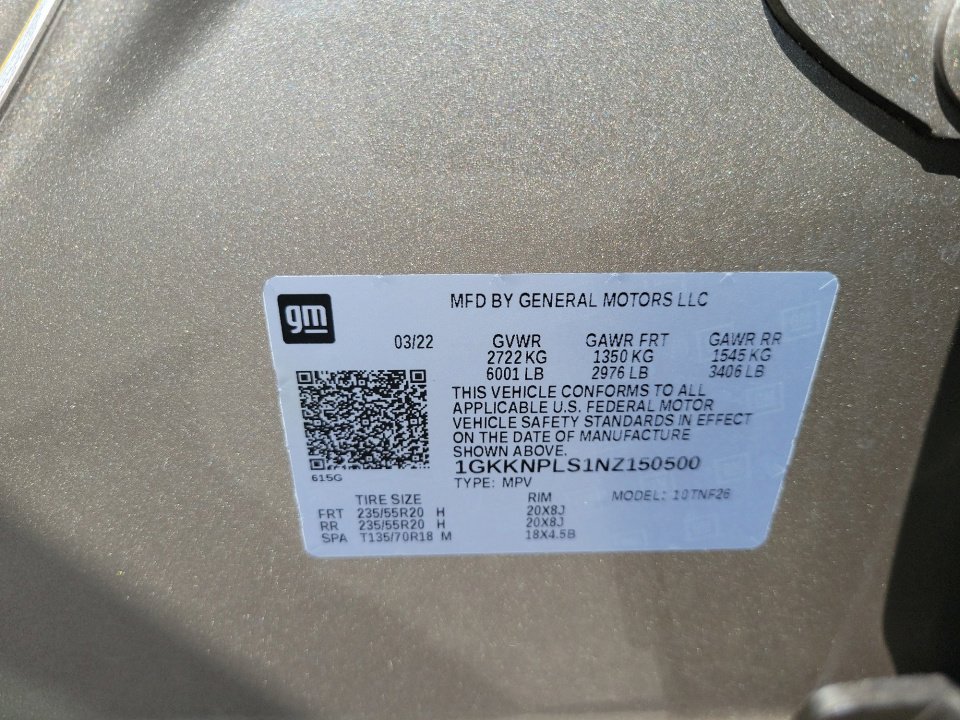 gm
MFD BY GENERAL MOTORS LLC
03/22 GVWR GAWR FRT GAWR RR
2722 KG 1350 KG 1545 KG
6001 LB 2976 LB 3406 LB
THIS VEHICLE CONFORMS TO ALL
APPLICABLE U.S. FEDERAL MOTOR
VEHICLE SAFETY STANDARDS IN EFFECT
ON THE DATE OF MANUFACTURE
SHOWN ABOVE.
1GKKNPLS1NZ150500
615G
TYPE: MPV
TIRE SIZE RIM MODEL:
FRT 235/55R20 H 20X8J
RR 235/55R20 H 20X8J
SPA T135/70R18 M 18X4.5B